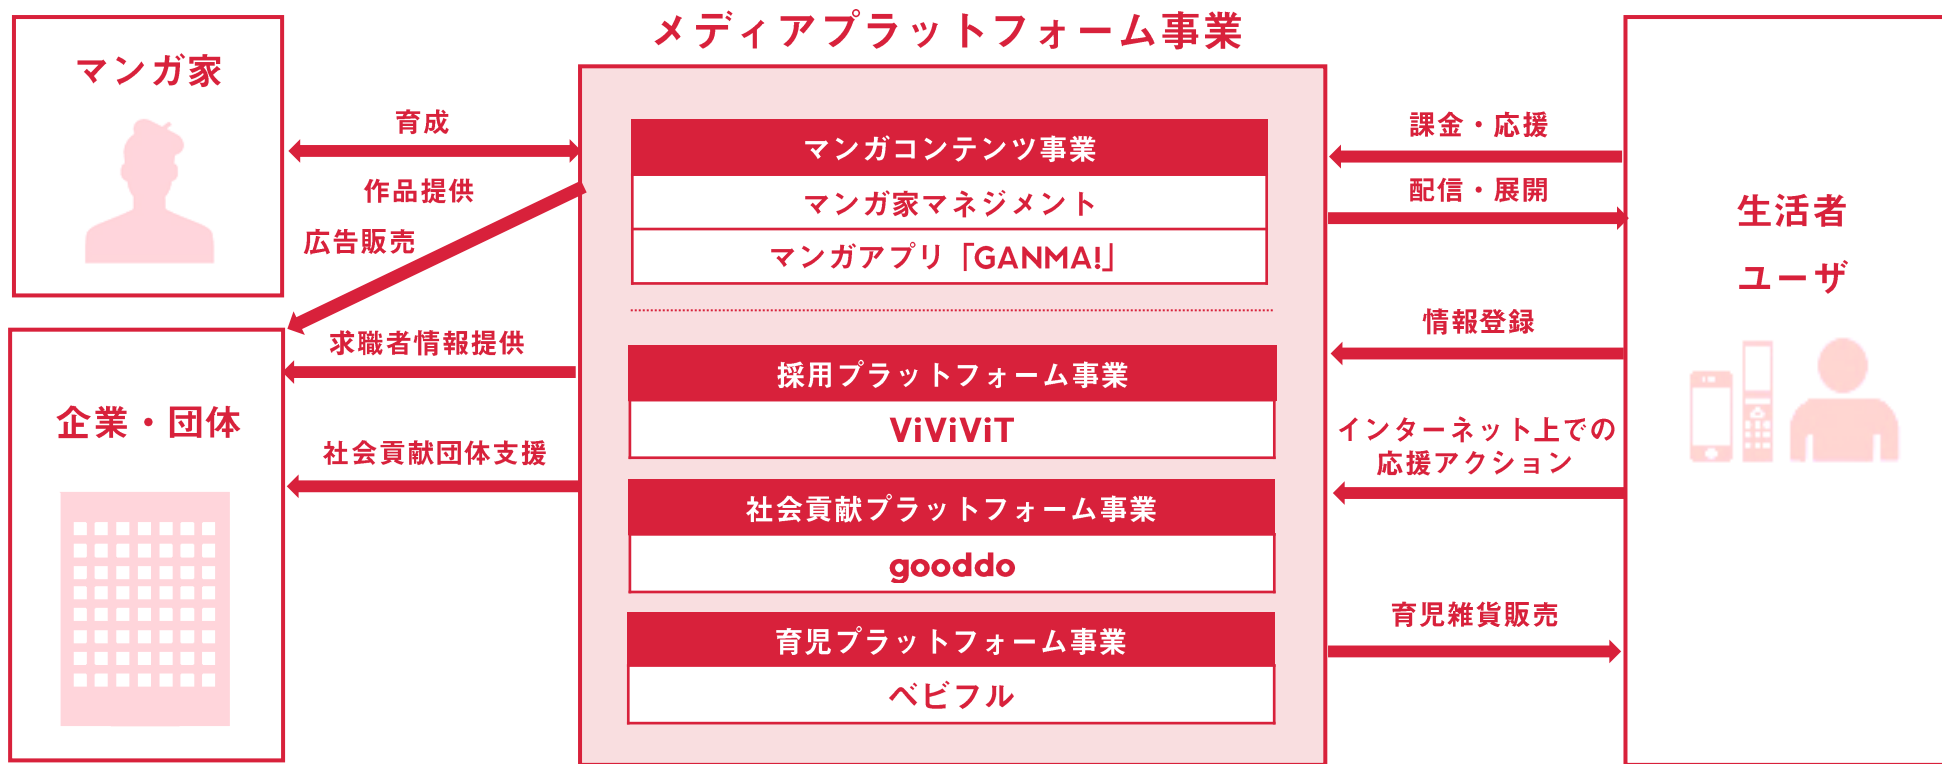 メディアプラットフォーム事業
マンガ家
育成
作品提供
広告販売
求職者情報提供
社会貢献団体支援
企業・団体
マンガコンテンツ事業
マンガ家マネジメント
マンガアプリ「GANMA!」
採用プラットフォーム事業
ViViViT
社会貢献プラットフォーム事業
gooddo
育児プラットフォーム事業
ベビフル
課金・応援
配信・展開
情報登録
インターネット上での
応援アクション
育児雑貨販売
生活者
ユーザ